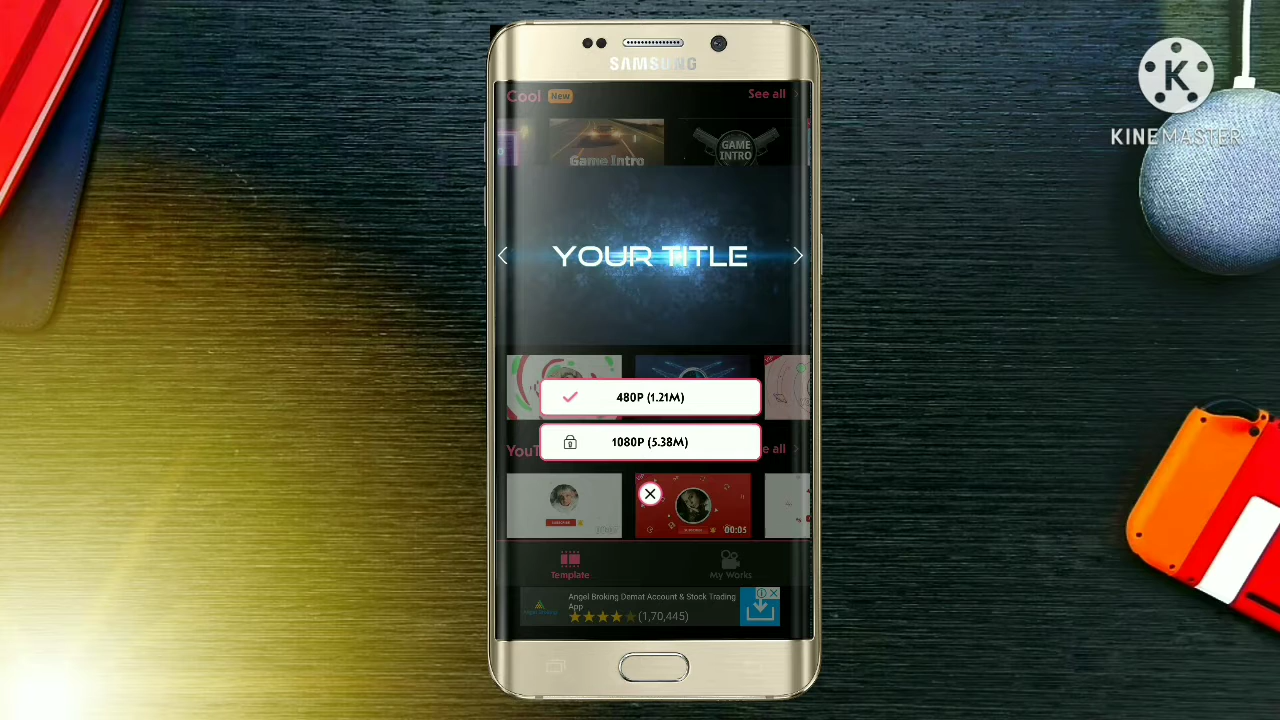 SAMSUNG
Cool New See all
Game Intro
GAME
INTRO
YOUR TITLE
480P (1.21M)
1080P (5.38M)
YouT e all
00:05
Template
My Works
Angel Broking Demat Account & Stock Trading
App
(1,70,445)
K
KINEMASTER